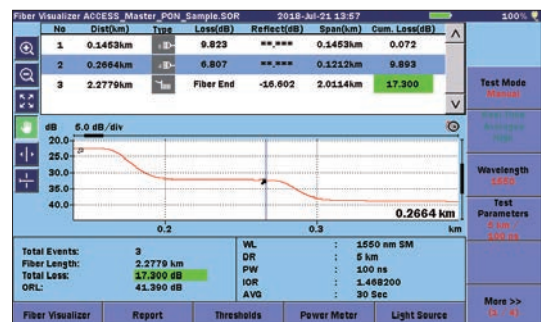 Fiber Visualizer ACCESS_Master_PON_Sample.SOR 2018-Jul-21 13:57 100%
No Dist(km) Type Loss(dB) Reflect(dB) Span(km) Cum. Loss(dB)
1 0.1453km 9.823 **.*** 0.1453km 0.072
2 0.2664km 6.807 **.*** 0.1212km 9.893
3 2.2779km Fiber End -16.602 2.0114km 17.300
Test Mode
Manual
dB 5.0 dB/div
20.0
25.0
30.0
35.0
40.0
0.2664 km
0.2 0.3 km
Wavelength
1550
Test
Parameters
5 km
100 ns
Total Events: 3
Fiber Length: 2.2779 km
Total Loss: 17.300 dB
ORL: 41.390 dB
WL : 1550 nm SM
DR : 5 km
PW : 100 ns
IOR : 1.468200
AVG : 30 Sec
More >>
Fiber Visualizer Report Thresholds Power Meter Light Source